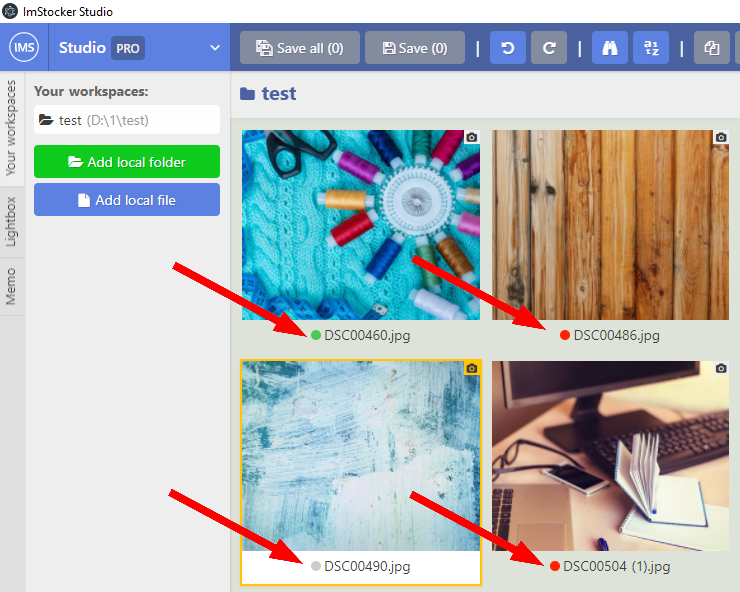 ImStocker Studio
IMS Studio PRO
Save all (0) Save (0)
Your workspaces:
test (D:\1\test)
Add local folder
Add local file
Your workspaces
Lightbox
Memo
test
DSC00460.jpg
DSC00486.jpg
DSC00490.jpg
DSC00504 (1).jpg